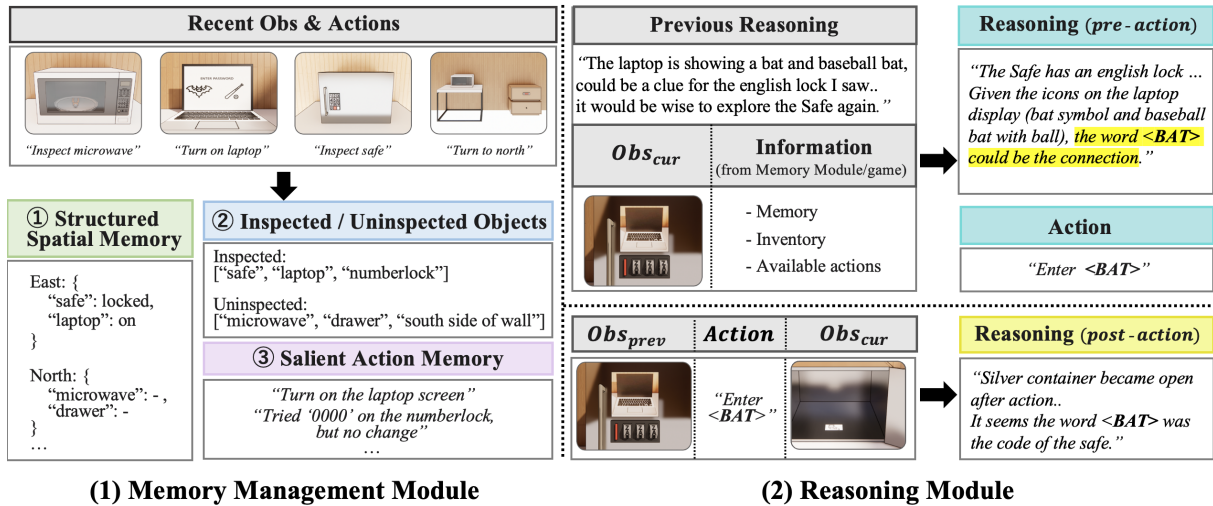 Recent Obs & Actions
“Inspect microwave”
“Turn on laptop”
“Inspect safe”
“Turn to north”
① Structured
Spatial Memory
East: {
“safe”: locked,
“laptop”: on
}
North: {
“microwave”: - ,
“drawer”: -
}
…
② Inspected / Uninspected Objects
Inspected:
[“safe”, “laptop”, “numberlock”]
Uninspected:
[“microwave”, “drawer”, “south side of wall”]
③ Salient Action Memory
“Turn on the laptop screen”
“Tried ‘0000’ on the numberlock,
but no change”
…
(1) Memory Management Module
Previous Reasoning
“The laptop is showing a bat and baseball bat,
could be a clue for the english lock I saw..
it would be wise to explore the Safe again.”
Obs_cur
Information
(from Memory Module/game)
- Memory
- Inventory
- Available actions
Reasoning (pre-action)
“The Safe has an english lock …
Given the icons on the laptop
display (bat symbol and baseball
bat with ball), the word <BAT>
could be the connection.”
Action
“Enter <BAT>”
Obs_prev
Action
Obs_cur
“Enter
<BAT>”
Reasoning (post-action)
“Silver container became open
after action..
It seems the word <BAT> was
the code of the safe.”
(2) Reasoning Module